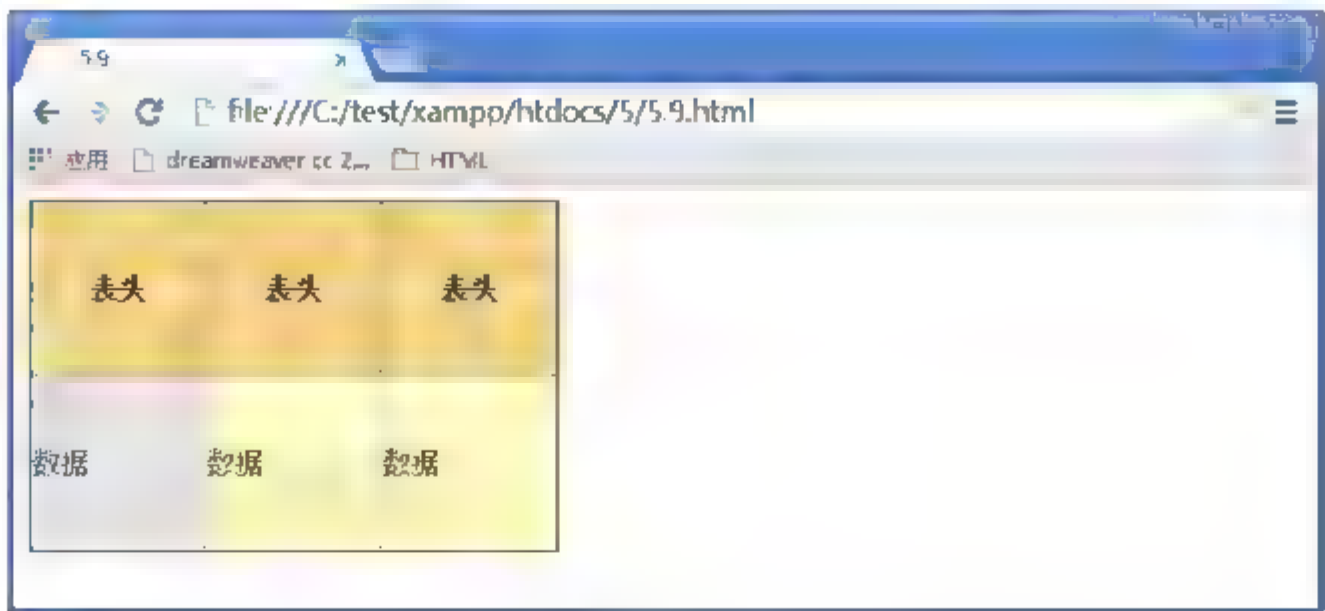 5.9
file:///C:/test/xampp/htdocs/5/5.9.html
应用 dreamweaver cc 2... HTML
表头 表头 表头
数据 数据 数据